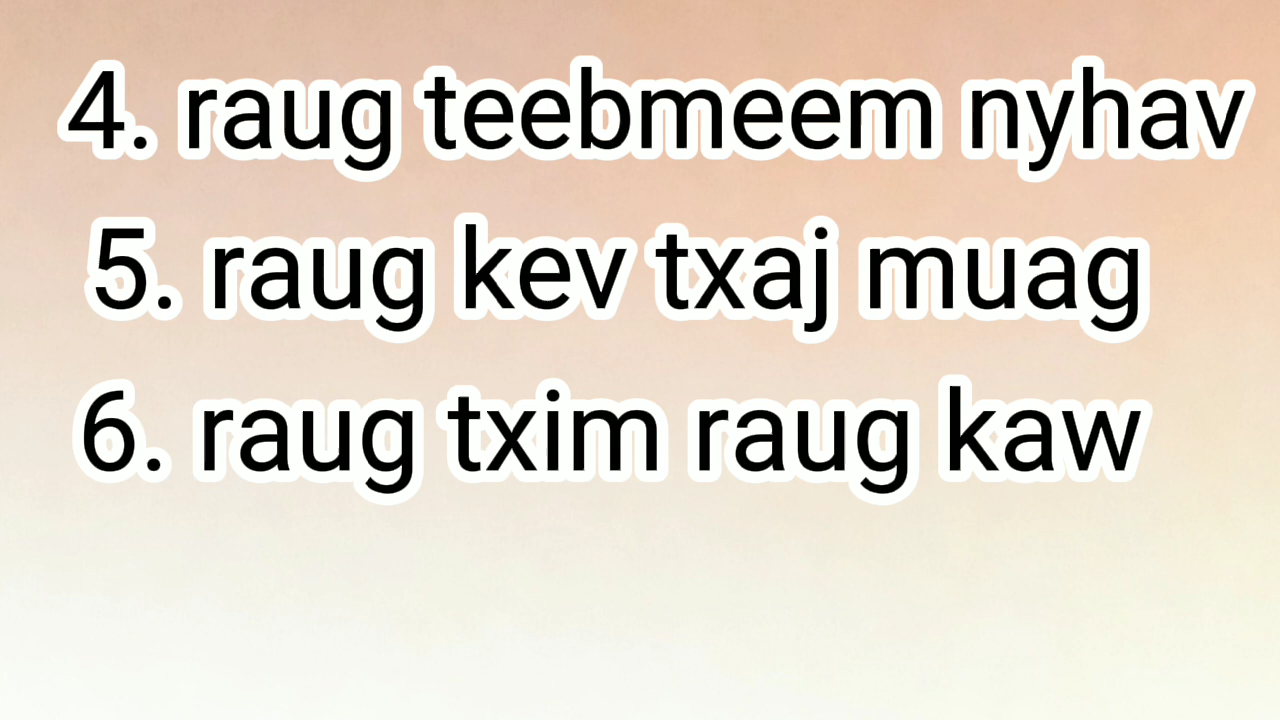 4. raug teebmeem nyhav
5. raug kev txaj muag
6. raug txim raug kaw